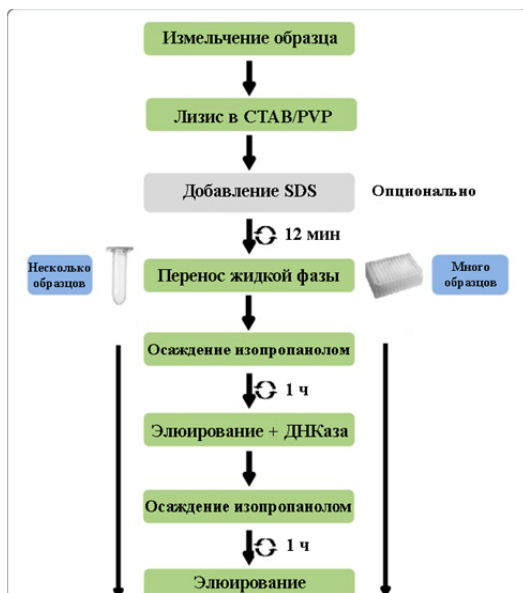 Измельчение образца
Лизис в CTAB/PVP
Добавление SDS
Опционально
12 мин
Несколько
образцов
Перенос жидкой фазы
Много
образцов
Осаждение изопропанолом
1 ч
Элюирование + ДНКаза
Осаждение изопропанолом
1 ч
Элюирование